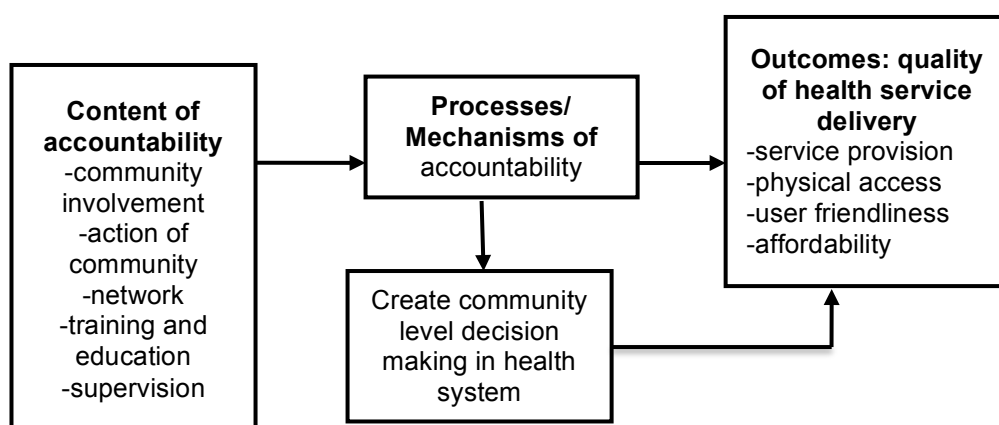 Content of
accountability
-community
involvement
-action of
community
-network
-training and
education
-supervision
Processes/
Mechanisms of
accountability
Create community
level decision
making in health
system
Outcomes: quality
of health service
delivery
-service provision
-physical access
-user friendliness
-affordability